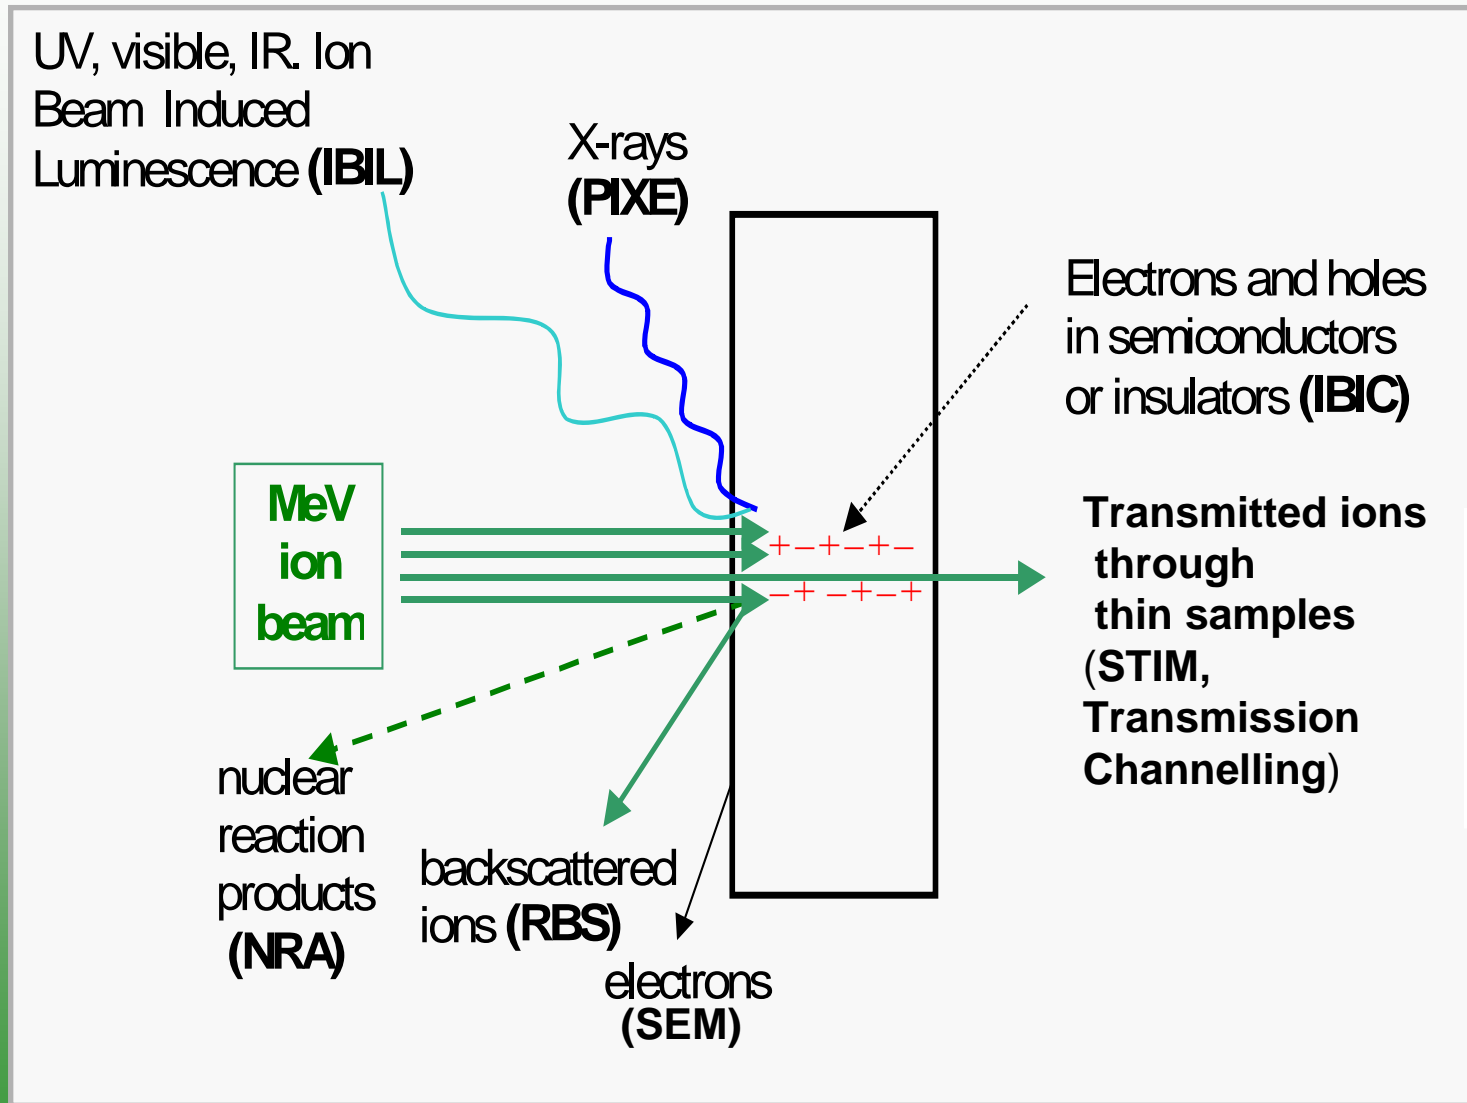 UV, visible, IR. Ion
Beam Induced
Luminescence (IBIL)
X-rays
(PIXE)
Electrons and holes
in semiconductors
or insulators (IBIC)
MeV
ion
beam
+−+−+−
−+−+−+
Transmitted ions
through
thin samples
(STIM,
Transmission
Channelling)
nuclear
reaction
products
(NRA)
backscattered
ions (RBS)
electrons
(SEM)